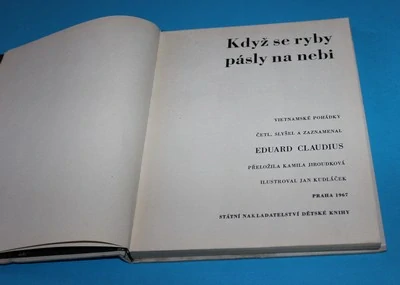 Když se ryby
pásly na nebi
VIETNAMSKÉ POHÁDKY
ČETL, SLYŠEL A ZAZNAMENAL
EDUARD CLAUDIUS
PŘELOŽILA KAMILA JIROUDKOVÁ
ILUSTROVAL JAN KUDLÁČEK
PRAHA 1967
STÁTNÍ NAKLADATELSTVÍ DĚTSKÉ KNIHY